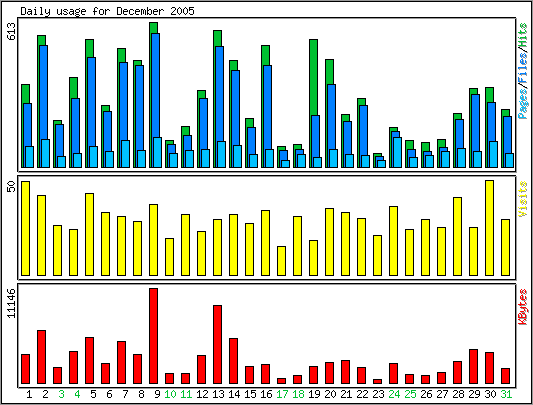 Daily usage for December 2005
613
Pages/Files/Hits
50
Visits
11146
KBytes
1 2 3 4 5 6 7 8 9 10 11 12 13 14 15 16 17 18 19 20 21 22 23 24 25 26 27 28 29 30 31